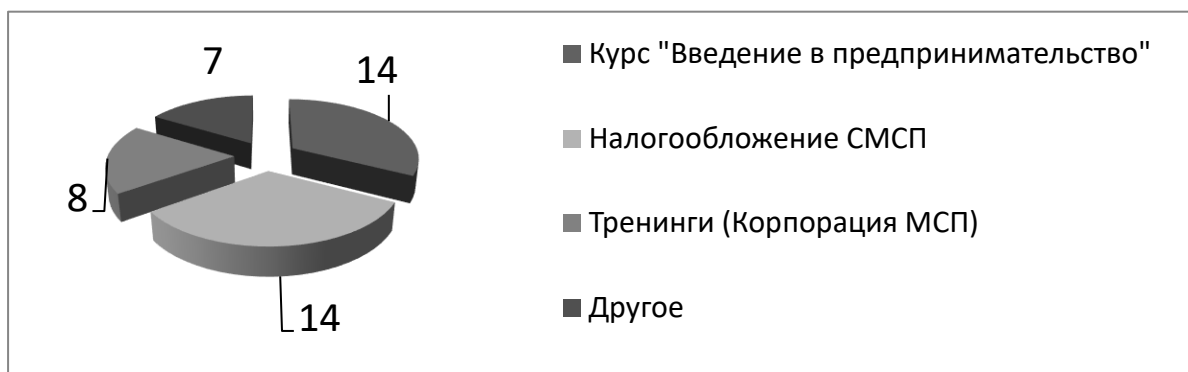 7
14
8
14
Курс "Введение в предпринимательство"
Налогообложение СМСП
Тренинги (Корпорация МСП)
Другое